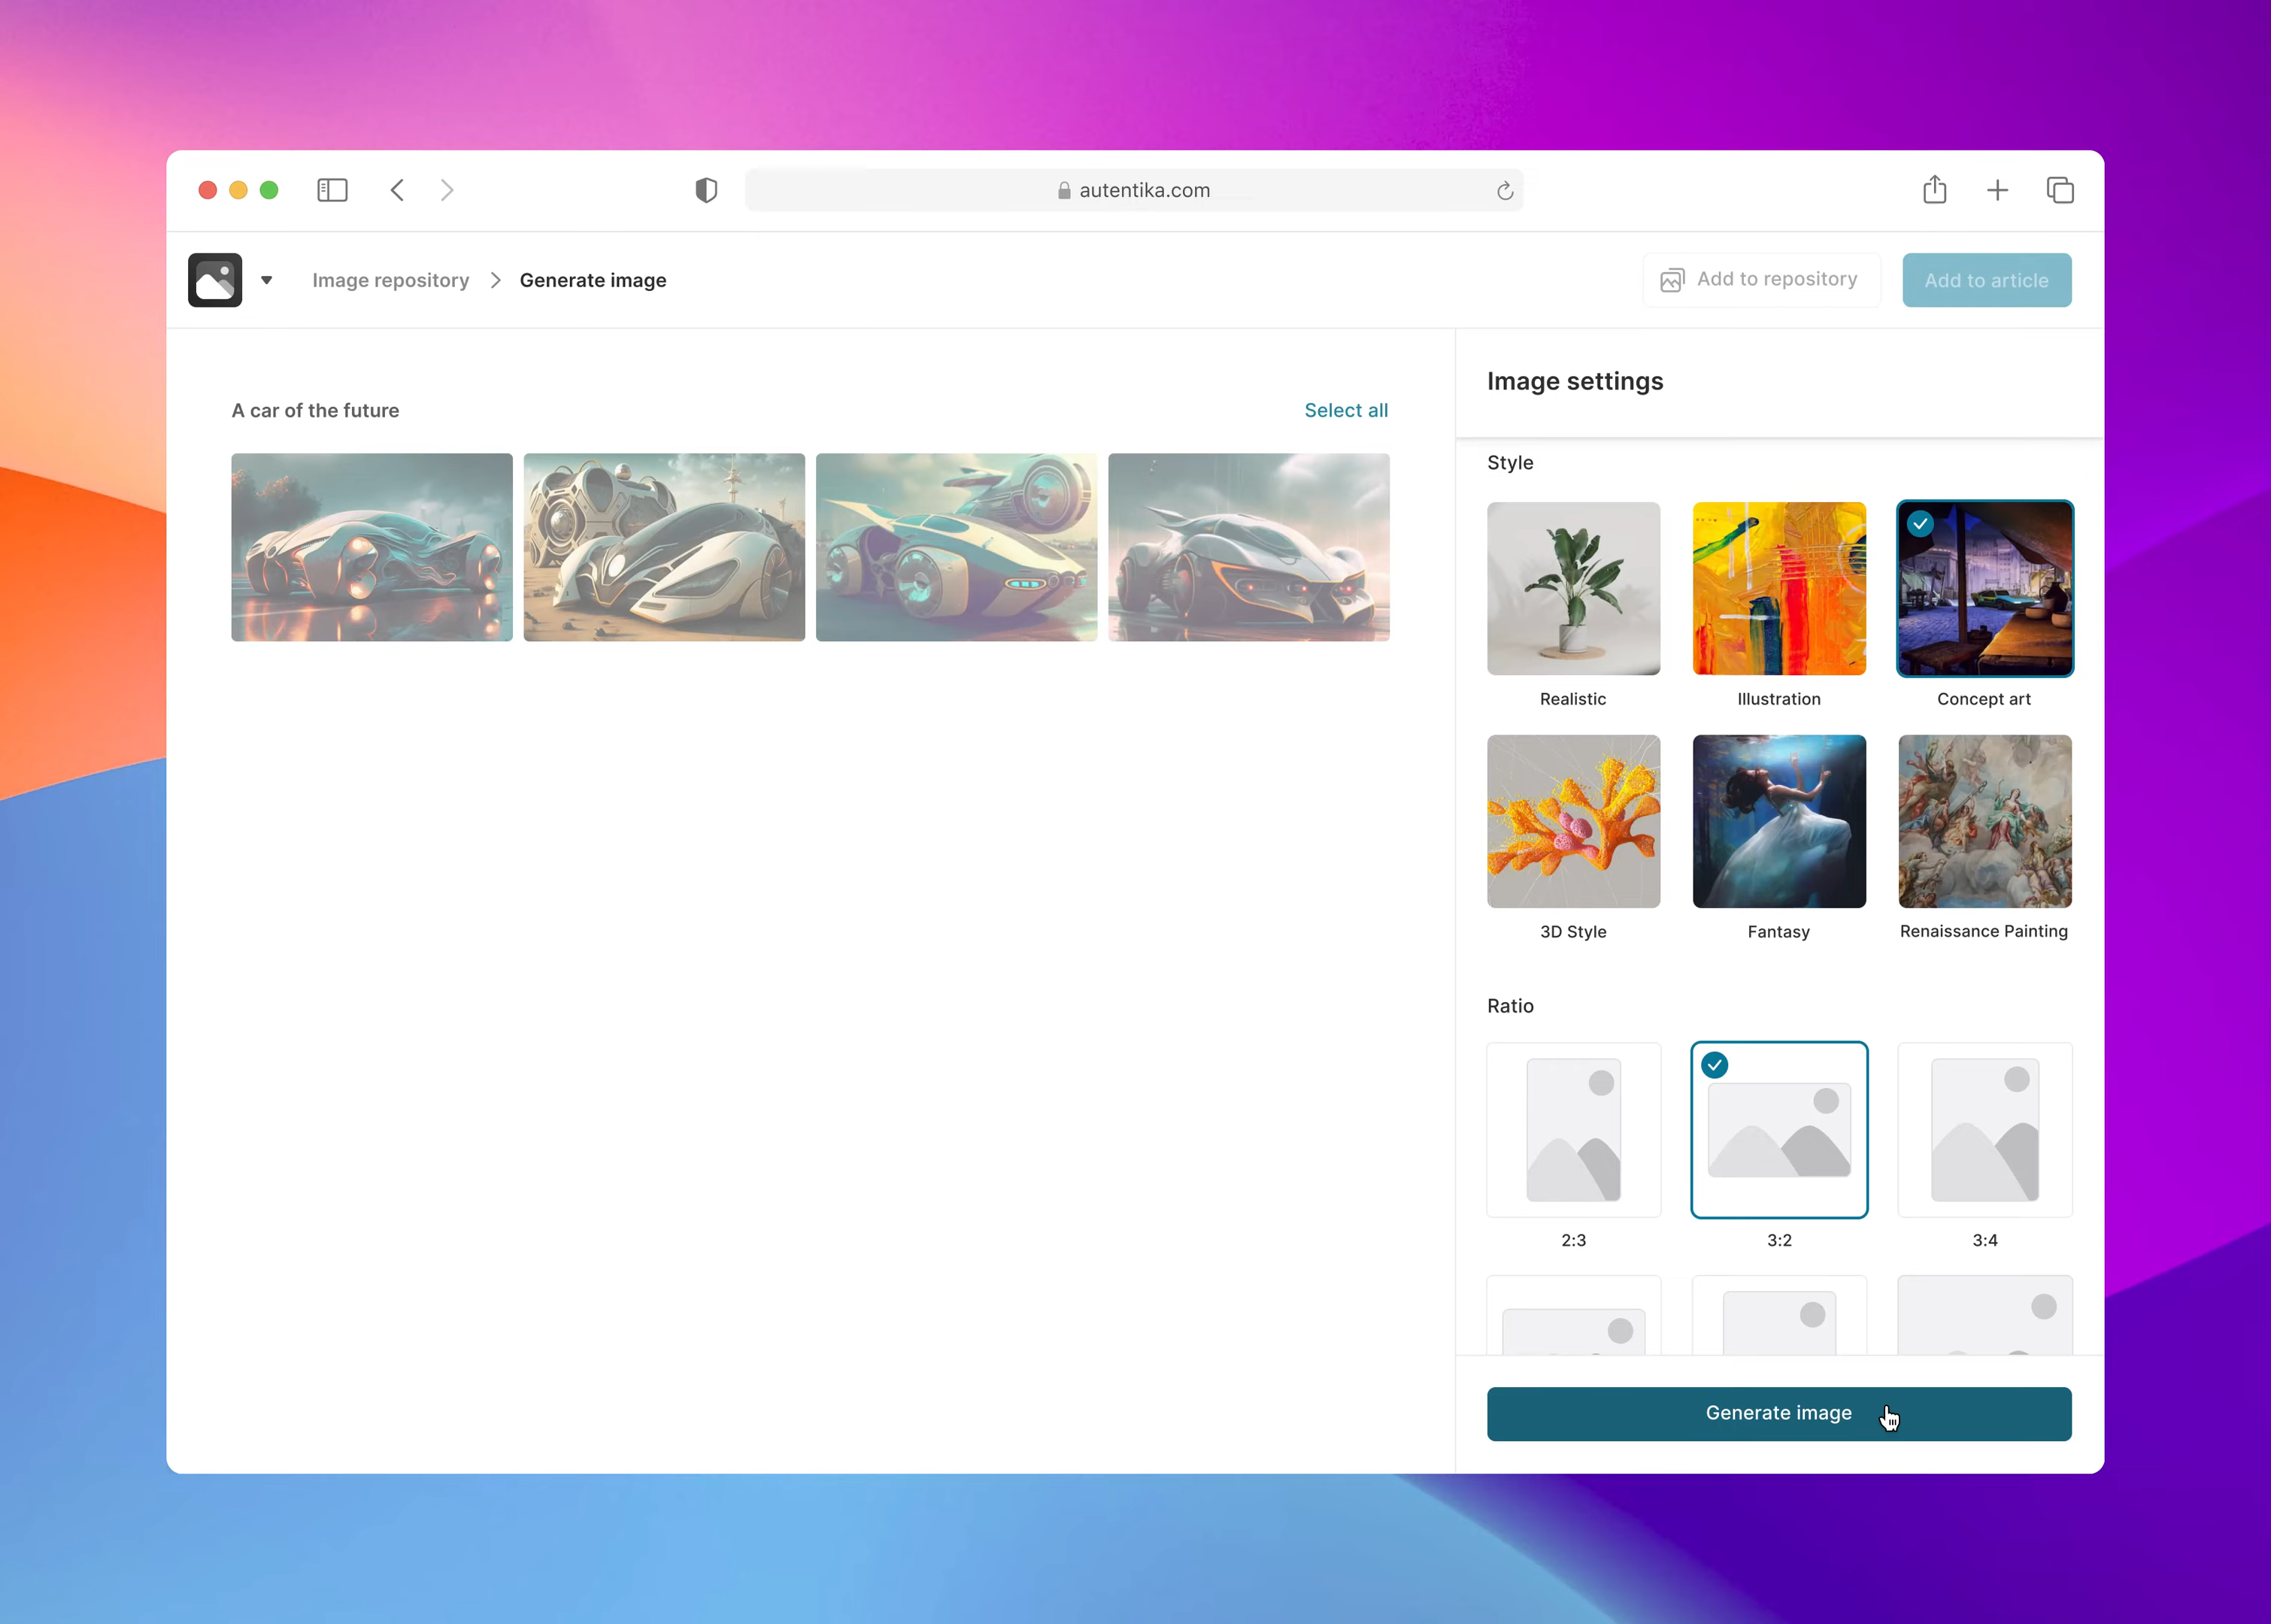 autentika.com
Image repository
Generate image
Add to repository
Add to article
A car of the future
Select all
Image settings
Style
Realistic
Illustration
Concept art
3D Style
Fantasy
Renaissance Painting
Ratio
2:3
3:2
3:4
Generate image